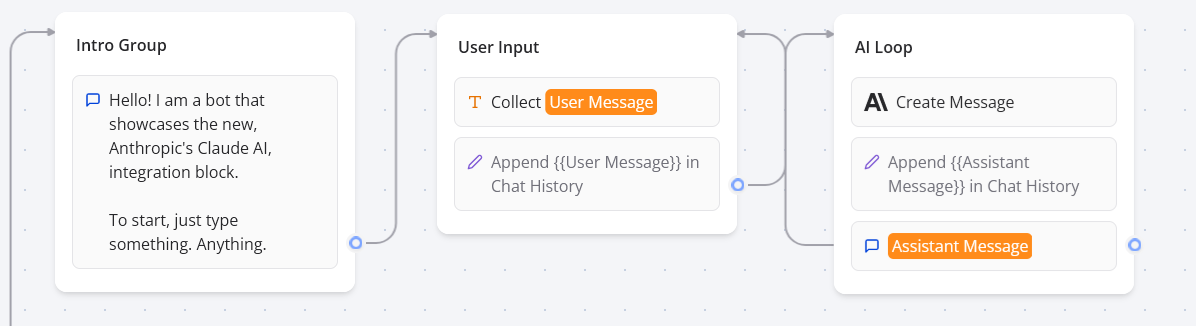 Intro Group
Hello! I am a bot that
showcases the new,
Anthropic's Claude AI,
integration block.
To start, just type
something. Anything.
User Input
Collect User Message
Append {{User Message}} in
Chat History
AI Loop
Create Message
Append {{Assistant
Message}} in Chat History
Assistant Message